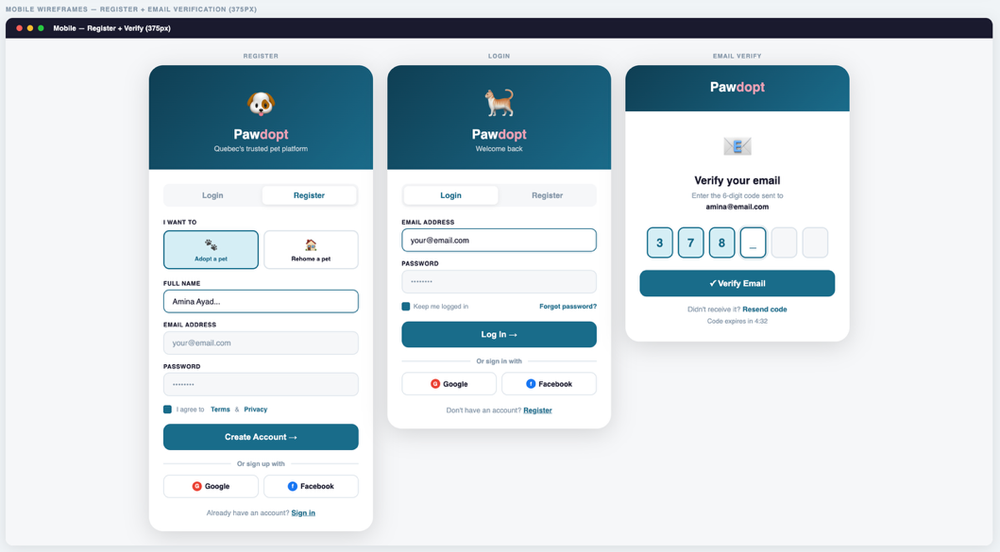 MOBILE WIREFRAMES — REGISTER + EMAIL VERIFICATION (375PX)
Mobile — Register + Verify (375px)
REGISTER
Pawdopt
Quebec's trusted pet platform
Login Register
I WANT TO
Adopt a pet Rehome a pet
FULL NAME
Amina Ayad...
EMAIL ADDRESS
your@email.com
PASSWORD
••••••••
I agree to Terms & Privacy
Create Account →
Or sign up with
G Google f Facebook
Already have an account? Sign in
LOGIN
Pawdopt
Welcome back
Login Register
EMAIL ADDRESS
your@email.com
PASSWORD
••••••••
Keep me logged in Forgot password?
Log In →
Or sign in with
G Google f Facebook
Don't have an account? Register
EMAIL VERIFY
Pawdopt
E
Verify your email
Enter the 6-digit code sent to
amina@email.com
3 7 8 _
✓ Verify Email
Didn't receive it? Resend code
Code expires in 4:32